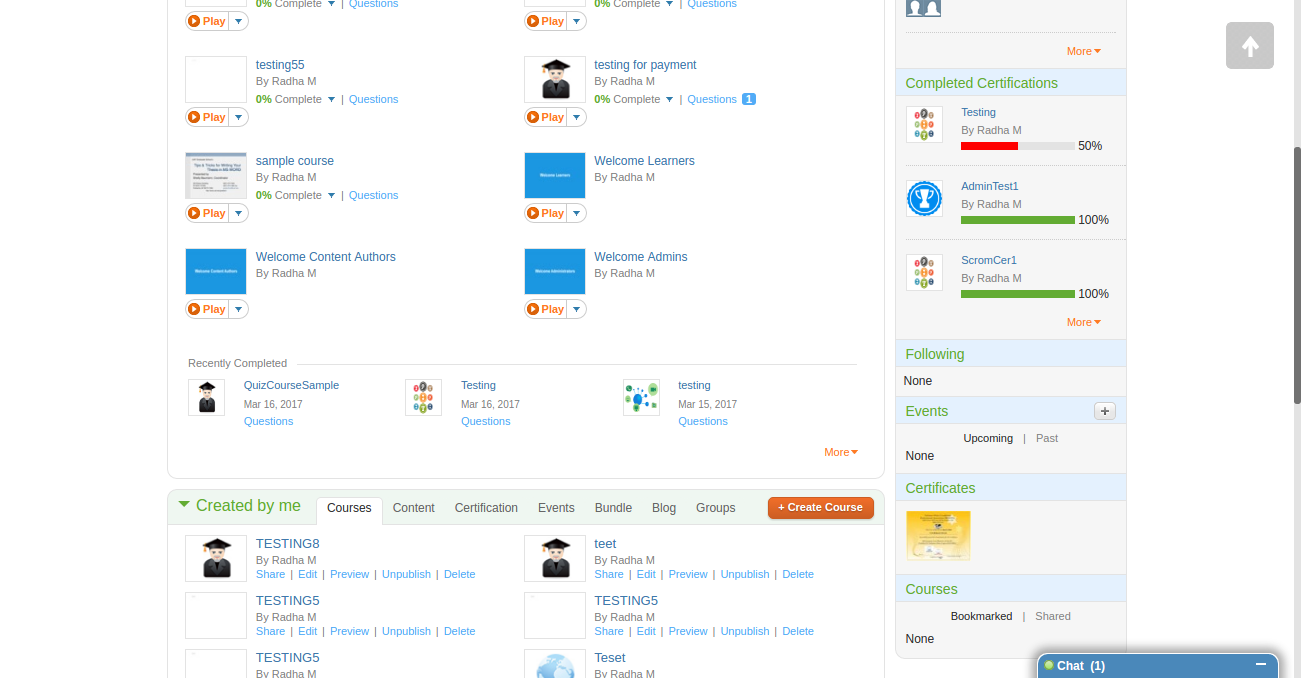 0% Complete | Questions
0% Complete | Questions
Play
Play
testing55
By Radha M
0% Complete | Questions
Play
testing for payment
By Radha M
0% Complete | Questions 1
Play
sample course
By Radha M
0% Complete | Questions
Play
Welcome Learners
Welcome Learners
By Radha M
Play
Welcome Content Authors
Welcome Content Authors
By Radha M
Play
Welcome Admins
By Radha M
Play
Recently Completed
QuizCourseSample
Mar 16, 2017
Questions
Testing
Mar 16, 2017
Questions
testing
Mar 15, 2017
Questions
More
Created by me
Courses Content Certification Events Bundle Blog Groups
+ Create Course
TESTING8
By Radha M
Share | Edit | Preview | Unpublish | Delete
teet
By Radha M
Share | Edit | Preview | Unpublish | Delete
TESTING5
By Radha M
Share | Edit | Preview | Unpublish | Delete
TESTING5
By Radha M
Share | Edit | Preview | Unpublish | Delete
TESTING5
By Radha M
Teset
By Radha M
More
Completed Certifications
Testing
By Radha M
50%
AdminTest1
By Radha M
100%
ScromCer1
By Radha M
100%
More
Following
None
Events +
Upcoming | Past
None
Certificates
Courses
Bookmarked | Shared
None
Chat (1)